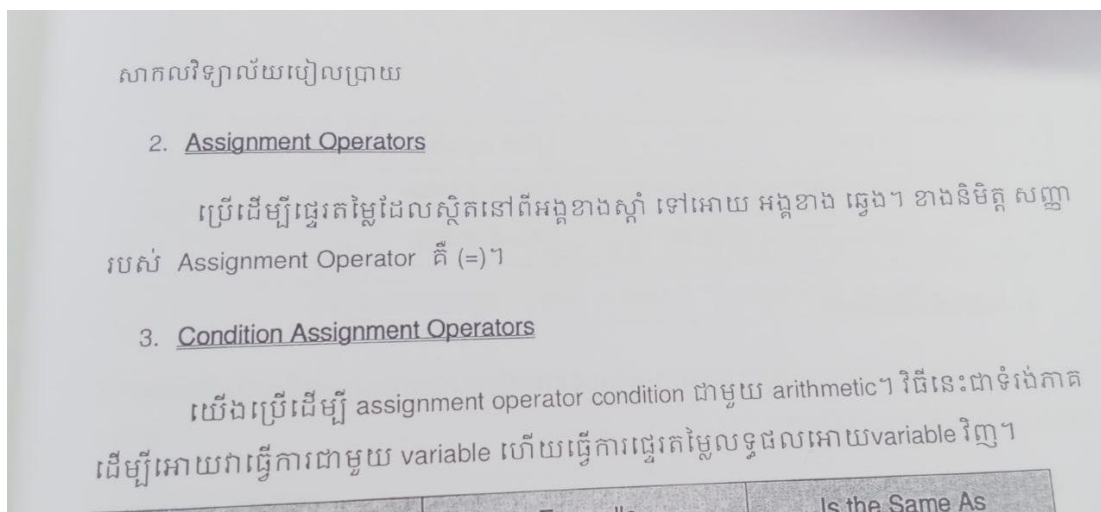 សាកលវិទ្យាល័យបៀលប្រាយ
2. Assignment Operators
ប្រើដើម្បីផ្ទេរតម្លៃដែលស្ថិតនៅពីអង្គខាងស្តាំ ទៅអោយ អង្គខាង ឆ្វេង។ ខាងនិមិត្ត សញ្ញា
របស់ Assignment Operator គឺ (=)។
3. Condition Assignment Operators
យើងប្រើដើម្បី assignment operator condition ជាមួយ arithmetic។ វិធីនេះជាទំរង់ភាគ
ដើម្បីអោយវាធ្វើការជាមួយ variable ហើយធ្វើការផ្ទេរតម្លៃលទ្ធផលអោយvariable វិញ។
Is the Same As